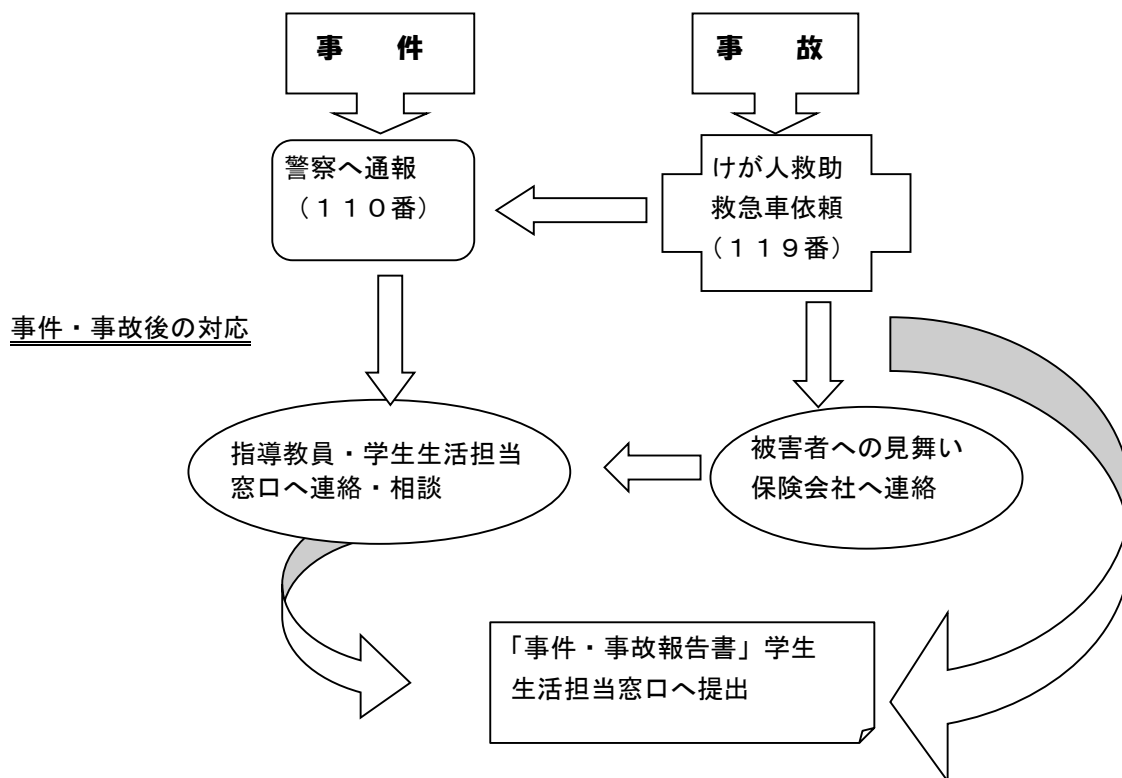 事　件
事　故
警察へ通報
（１１０番）
けが人救助
救急車依頼
（１１９番）
事件・事故後の対応
指導教員・学生生活担当
窓口へ連絡・相談
被害者への見舞い
保険会社へ連絡
「事件・事故報告書」学生
生活担当窓口へ提出